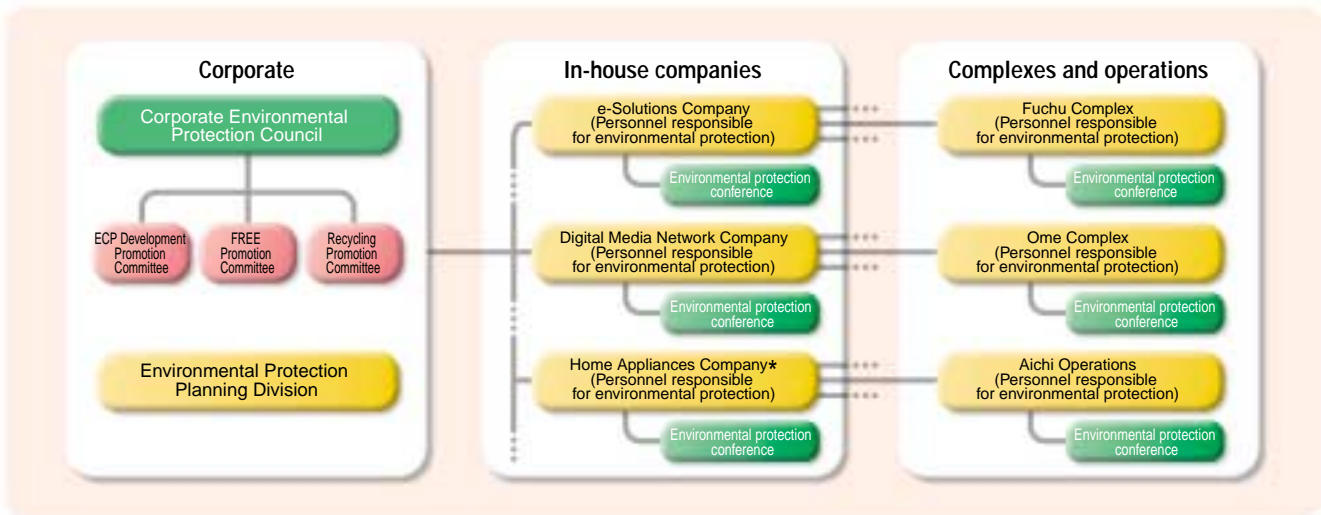 Corporate
Corporate Environmental
Protection Council
ECP Development
Promotion
Committee
FREE
Promotion
Committee
Recycling
Promotion
Committee
Environmental Protection
Planning Division
In-house companies
e-Solutions Company
(Personnel responsible
for environmental protection)
Environmental protection
conference
Digital Media Network Company
(Personnel responsible
for environmental protection)
Environmental protection
conference
Home Appliances Company*
(Personnel responsible
for environmental protection)
Environmental protection
conference
Complexes and operations
Fuchu Complex
(Personnel responsible
for environmental protection)
Environmental protection
conference
Ome Complex
(Personnel responsible
for environmental protection)
Environmental protection
conference
Aichi Operations
(Personnel responsible
for environmental protection)
Environmental protection
conference